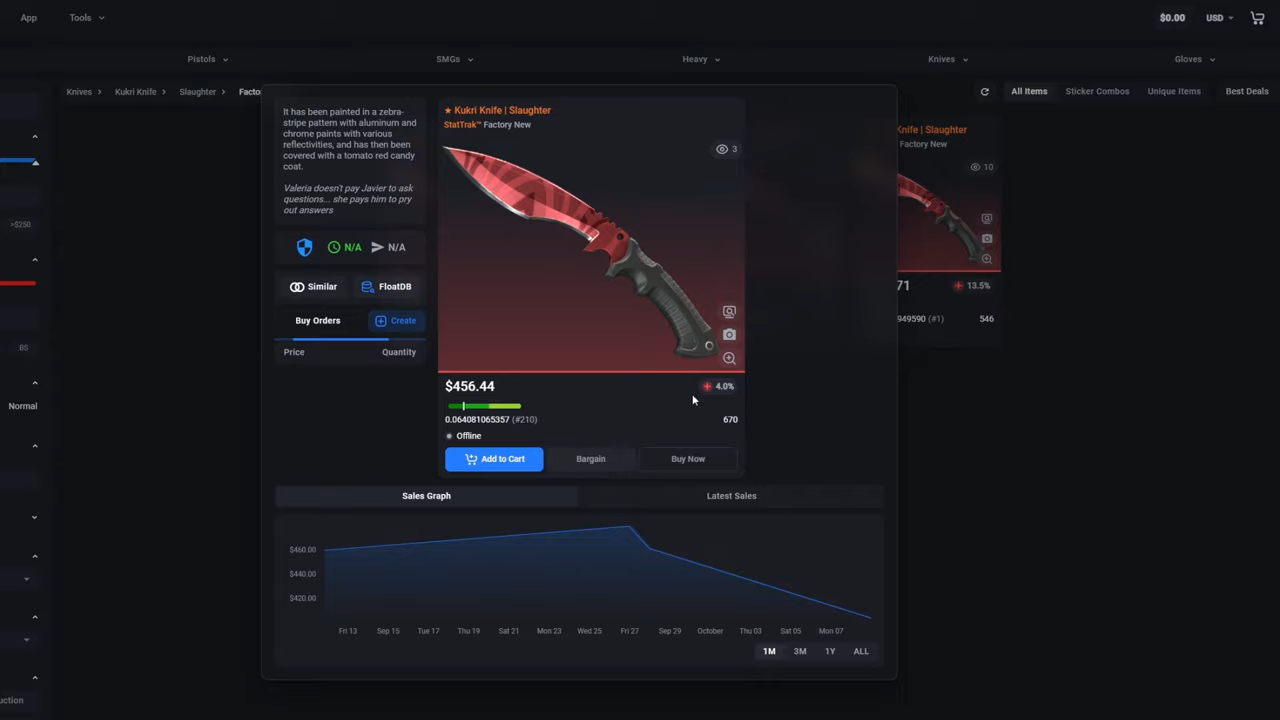 App
Tools
$0.00
USD
Pistols
SMGs
Heavy
Knives
Gloves
Knives
Kukri Knife
Slaughter
Facto
All Items
Sticker Combos
Unique Items
Best Deals
>$250
BS
Normal
uction
It has been painted in a zebra-
stripe pattern with aluminum and
chrome paints with various
reflectivities, and has then been
covered with a tomato red candy
coat.
Valeria doesn't pay Javier to ask
questions... she pays him to pry
out answers
N/A
N/A
Similar
FloatDB
Buy Orders
Create
Price
Quantity
★ Kukri Knife | Slaughter
StatTrak™ Factory New
3
$456.44
+ 4.0%
0.064081065357 (#210)
670
Offline
Add to Cart
Bargain
Buy Now
Knife | Slaughter
Factory New
10
71
+ 13.5%
949590 (#1)
546
Sales Graph
Latest Sales
$460.00
$440.00
$420.00
Fri 13
Sep 15
Tue 17
Thu 19
Sat 21
Mon 23
Wed 25
Fri 27
Sep 29
October
Thu 03
Sat 05
Mon 07
1M
3M
1Y
ALL